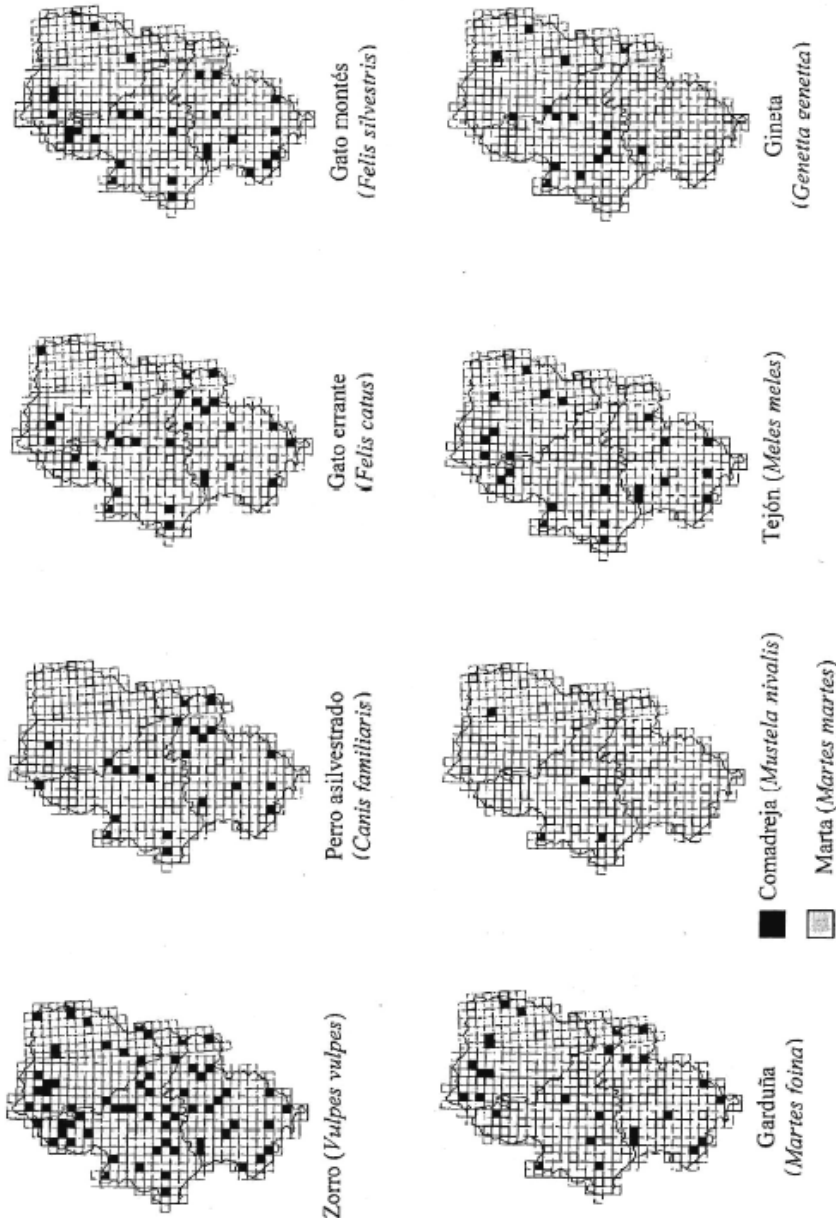 Zorro (Vulpes vulpes)
Perro asilvestrado
(Canis familiaris)
Gato errante
(Felis catus)
Gato montés
(Felis silvestris)
Garduña
(Martes foina)
Comadreja (Mustela nivalis)
Marta (Martes martes)
Tejón (Meles meles)
Gineta
(Genetta genetta)